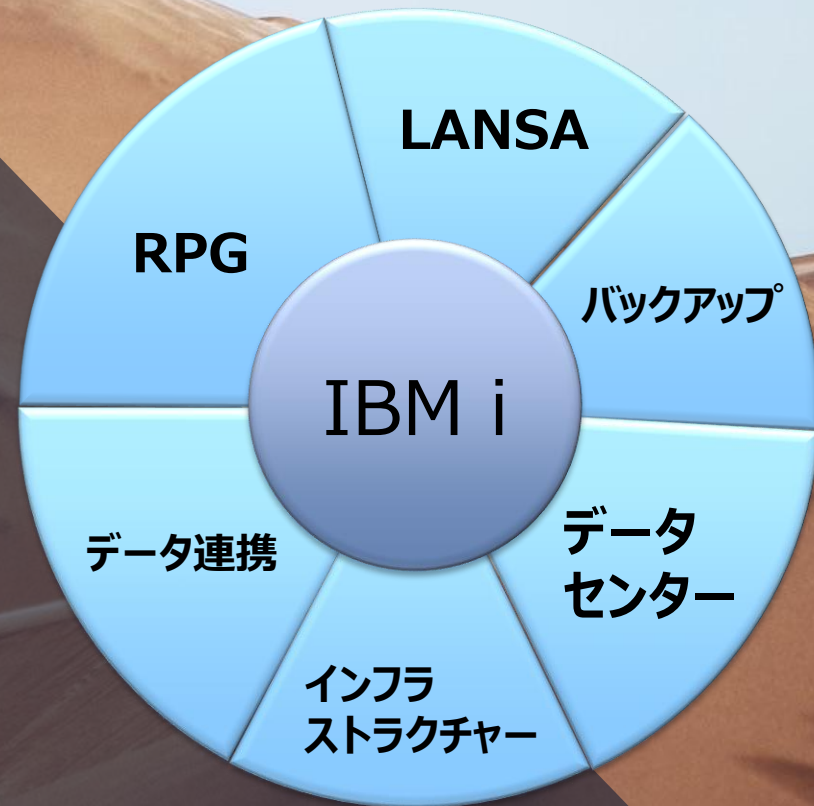 LANSA
RPG
バックアップ
IBM i
データ
センター
データ連携
インフラ
ストラクチャー